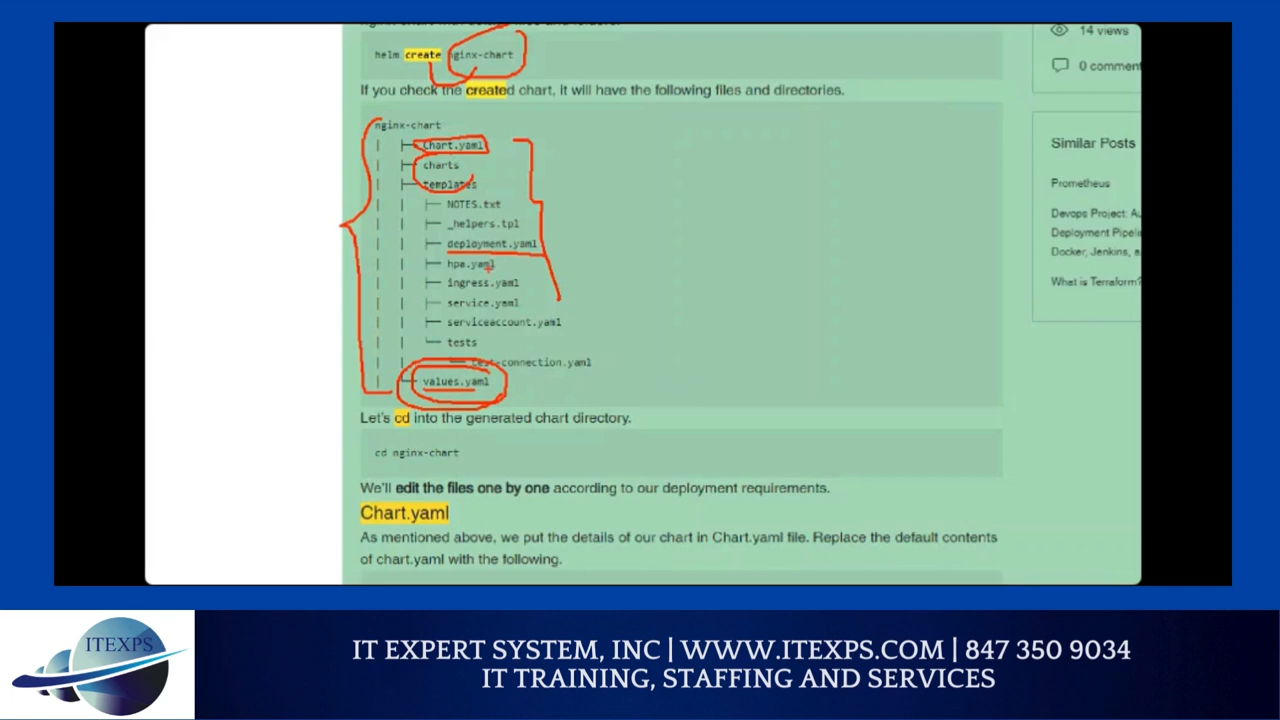 helm create nginx-chart
If you check the created chart, it will have the following files and directories.
nginx-chart
Chart.yaml
charts
templates
NOTES.txt
_helpers.tpl
deployment.yaml
hpa.yaml
ingress.yaml
service.yaml
serviceaccount.yaml
tests
test-connection.yaml
values.yaml
Let's cd into the generated chart directory.
cd nginx-chart
We'll edit the files one by one according to our deployment requirements.
Chart.yaml
As mentioned above, we put the details of our chart in Chart.yaml file. Replace the default contents
of chart.yaml with the following.
14 views
0 comment
Similar Posts
Prometheus
Devops Project:
Deployment
Docker, Jenkins,
What is Terraform?
ITEXPS
IT EXPERT SYSTEM, INC | WWW.ITEXPS.COM | 847 350 9034
IT TRAINING, STAFFING AND SERVICES